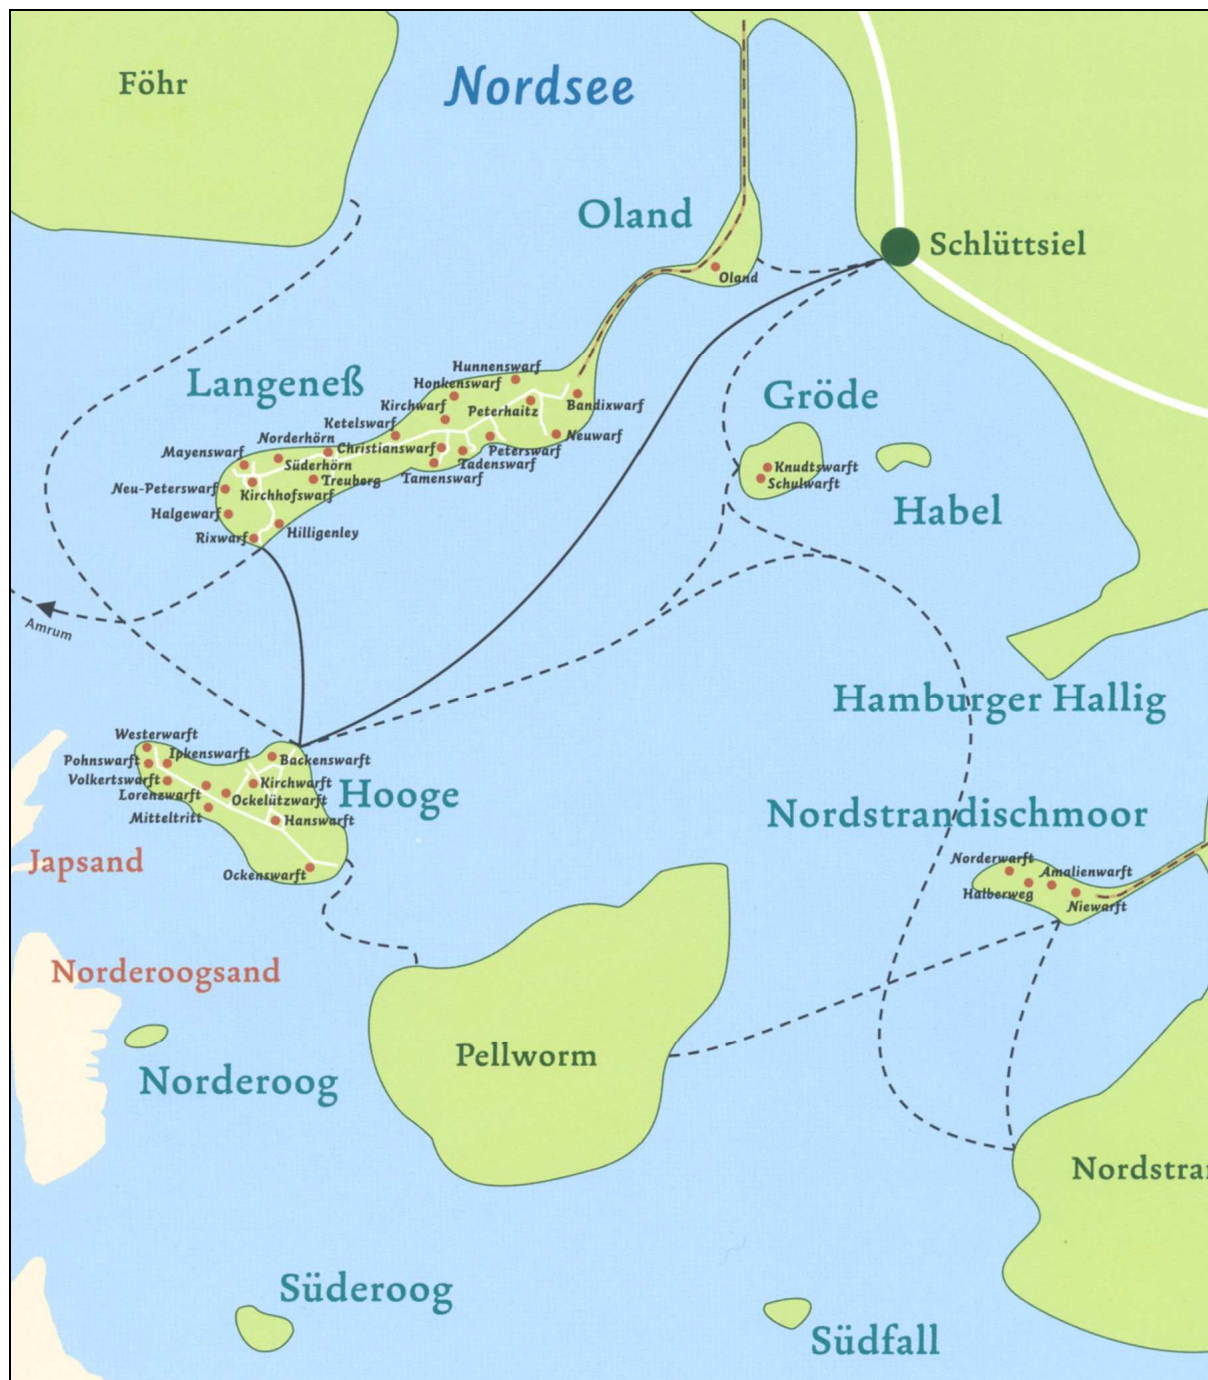 Föhr
Nordsee
Oland
Schlüttsiel
Oland
Langeneß
Hunnenswarf
Honkenswarf
Gröde
Kirchwarf
Peterhaitz
Bandixwarf
Ketelswarf
Norderhörn
Christianswarf
Neuwarf
Mayenswarf
Peterswarf
Süderhörn
Tadenswarf
Knudtswarft
Treuberg
Tamenswarf
Schulwarft
Neu-Peterswarf
Kirchhofswarf
Halgewarf
Habel
Rixwarf
Hilligenley
Amrum
Hamburger Hallig
Westerwarft
Ipkenswarft
Pohnswarft
Backenswarft
Volkertswarft
Kirchwarft
Lorenzwarft
Ockelützwarft
Hooge
Mitteltritt
Hanswarft
Nordstrandischmoor
Japsand
Ockenswarft
Norderwarft
Amalienwarft
Halberweg
Niewarft
Norderoogsand
Pellworm
Norderoog
Nordstra
Süderoog
Südfall